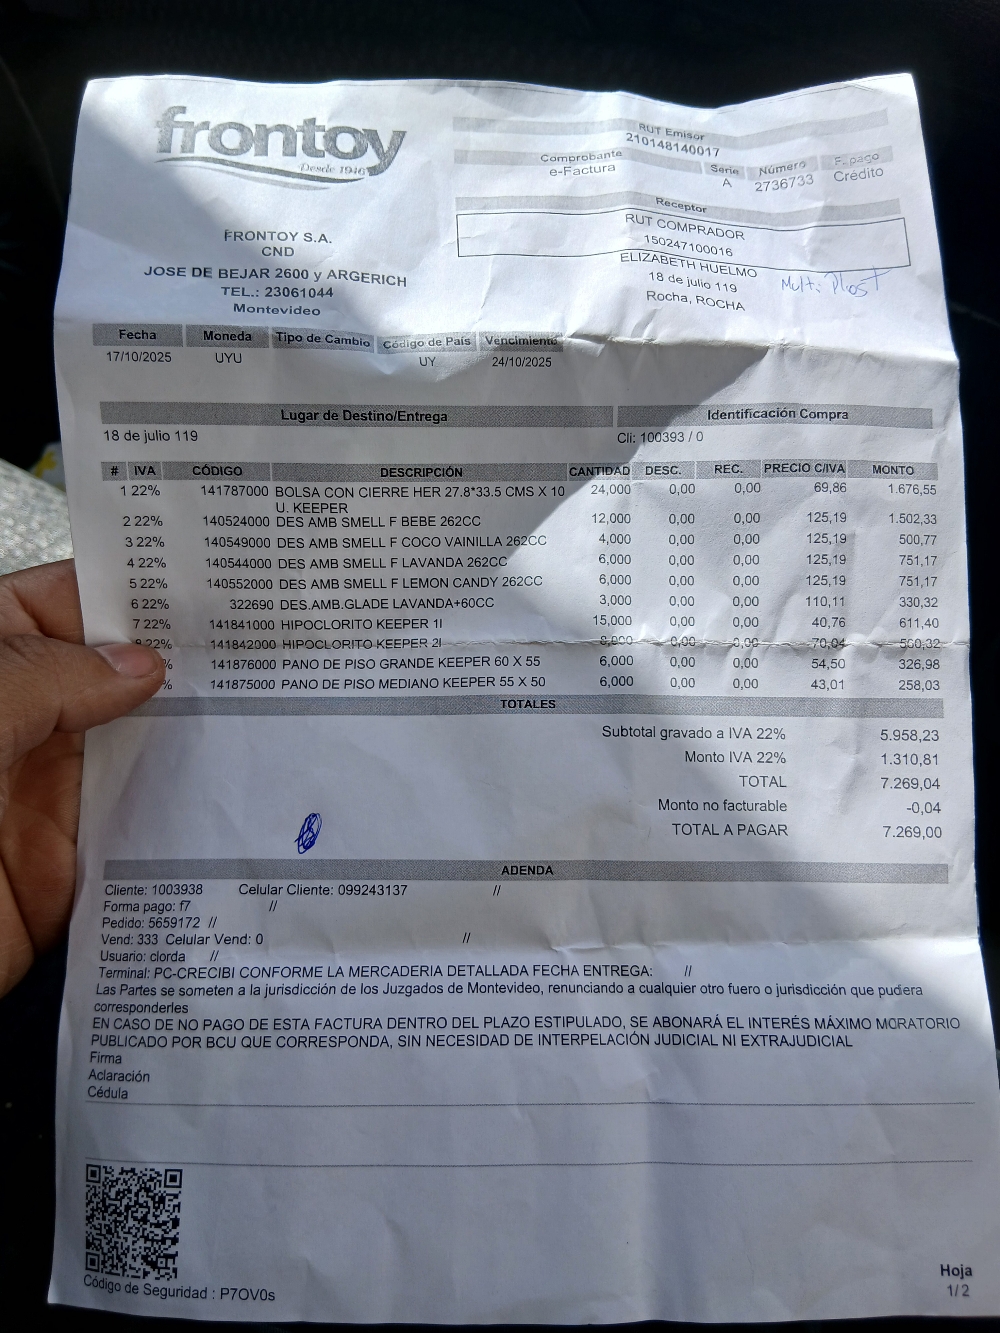 frontoy
Desde 1946
FRONTOY S.A.
CND
JOSE DE BEJAR 2600 y ARGERICH
TEL.: 23061044
Montevideo
RUT Emisor
210148140017
Comprobante Serie Número F. pago
e-Factura A 2736733 Crédito
Receptor
RUT COMPRADOR
150247100016
ELIZABETH HUELMO
18 de julio 119
Rocha, ROCHA
Multi Plast
Fecha Moneda Tipo de Cambio Código de País Vencimiento
17/10/2025 UYU UY 24/10/2025
Lugar de Destino/Entrega Identificación Compra
18 de julio 119 Cli: 100393 / 0
# IVA CÓDIGO DESCRIPCIÓN CANTIDAD DESC. REC. PRECIO C/IVA MONTO
1 22% 141787000 BOLSA CON CIERRE HER 27.8*33.5 CMS X 10 24,000 0,00 0,00 69,86 1.676,55
U. KEEPER
2 22% 140524000 DES AMB SMELL F BEBE 262CC 12,000 0,00 0,00 125,19 1.502,33
3 22% 140549000 DES AMB SMELL F COCO VAINILLA 262CC 4,000 0,00 0,00 125,19 500,77
4 22% 140544000 DES AMB SMELL F LAVANDA 262CC 6,000 0,00 0,00 125,19 751,17
5 22% 140552000 DES AMB SMELL F LEMON CANDY 262CC 6,000 0,00 0,00 125,19 751,17
6 22% 322690 DES.AMB.GLADE LAVANDA+60CC 3,000 0,00 0,00 110,11 330,32
7 22% 141841000 HIPOCLORITO KEEPER 1l 15,000 0,00 0,00 40,76 611,40
8 22% 141842000 HIPOCLORITO KEEPER 2l 8,000 0,00 0,00 70,04 560,32
% 141876000 PANO DE PISO GRANDE KEEPER 60 X 55 6,000 0,00 0,00 54,50 326,98
% 141875000 PANO DE PISO MEDIANO KEEPER 55 X 50 6,000 0,00 0,00 43,01 258,03
TOTALES
Subtotal gravado a IVA 22% 5.958,23
Monto IVA 22% 1.310,81
TOTAL 7.269,04
Monto no facturable -0,04
TOTAL A PAGAR 7.269,00
ADENDA
Cliente: 1003938 Celular Cliente: 099243137 //
Forma pago: f7 //
Pedido: 5659172 //
Vend: 333 Celular Vend: 0 //
Usuario: clorda //
Terminal: PC-CRECIBI CONFORME LA MERCADERIA DETALLADA FECHA ENTREGA: //
Las Partes se someten a la jurisdicción de los Juzgados de Montevideo, renunciando a cualquier otro fuero o jurisdicción que pudiera
corresponderles
EN CASO DE NO PAGO DE ESTA FACTURA DENTRO DEL PLAZO ESTIPULADO, SE ABONARÁ EL INTERÉS MÁXIMO MORATORIO
PUBLICADO POR BCU QUE CORRESPONDA, SIN NECESIDAD DE INTERPELACIÓN JUDICIAL NI EXTRAJUDICIAL
Firma
Aclaración
Cédula
Código de Seguridad : P7OV0s
Hoja
1/2